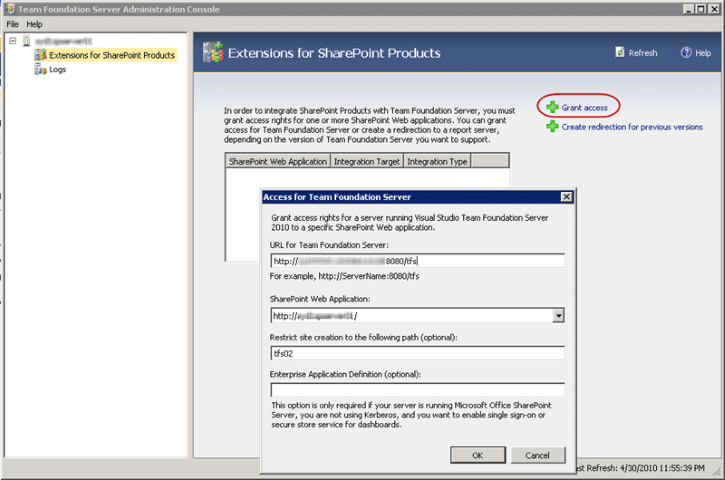 Team Foundation Server Administration Console
File Help
Extensions for SharePoint Products
Logs
Extensions for SharePoint Products
Refresh
Help
In order to integrate SharePoint Products with Team Foundation Server, you must
grant access rights for one or more SharePoint Web applications. You can grant
access for Team Foundation Server or create a redirection to a report server,
depending on the version of Team Foundation Server you want to support.
Grant access
Create redirection for previous versions
SharePoint Web Application Integration Target Integration Type
Access for Team Foundation Server
Grant access rights for a server running Visual Studio Team Foundation Server
2010 to a specific SharePoint Web application.
URL for Team Foundation Server:
http:// 8080/tfs
For example, http://ServerName:8080/tfs
SharePoint Web Application:
http:// /
Restrict site creation to the following path (optional):
tfs02
Enterprise Application Definition (optional):
This option is only required if your server is running Microsoft Office SharePoint
Server, you are not using Kerberos, and you want to enable single sign-on or
secure store service for dashboards.
OK Cancel
Last Refresh: 4/30/2010 11:55:39 PM